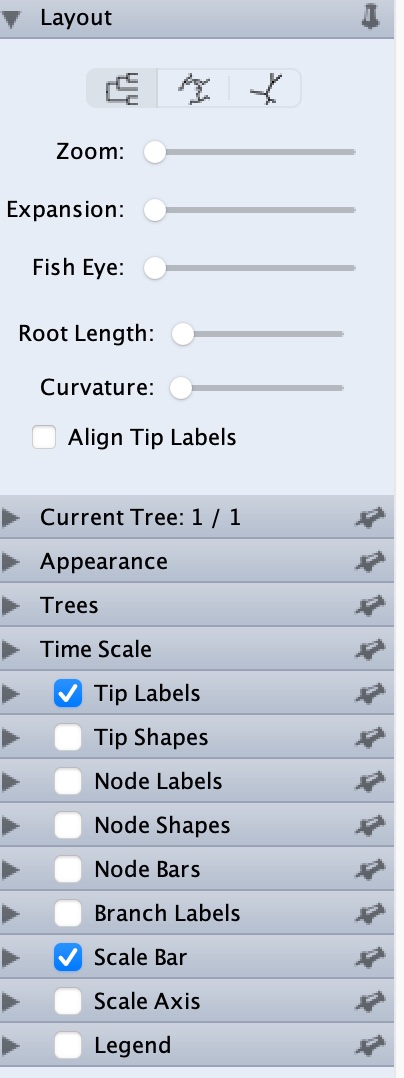 Layout
Zoom:
Expansion:
Fish Eye:
Root Length:
Curvature:
Align Tip Labels
Current Tree: 1 / 1
Appearance
Trees
Time Scale
Tip Labels
Tip Shapes
Node Labels
Node Shapes
Node Bars
Branch Labels
Scale Bar
Scale Axis
Legend